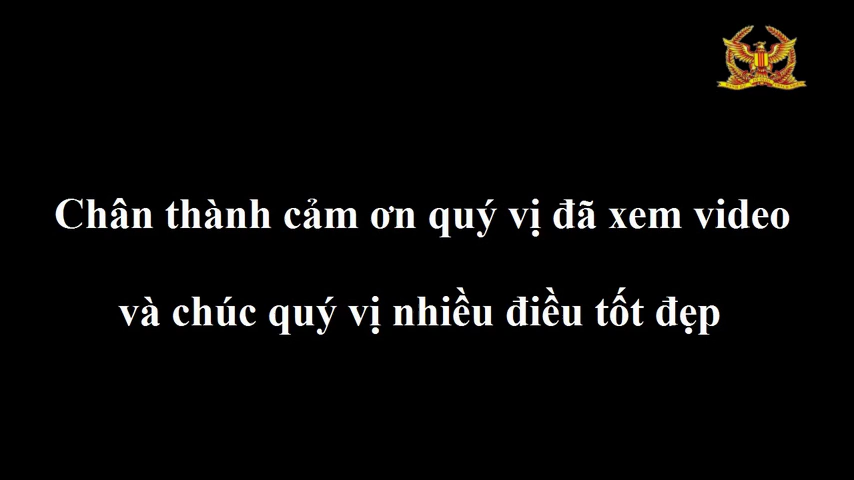 Chân thành cảm ơn quý vị đã xem video
và chúc quý vị nhiều điều tốt đẹp